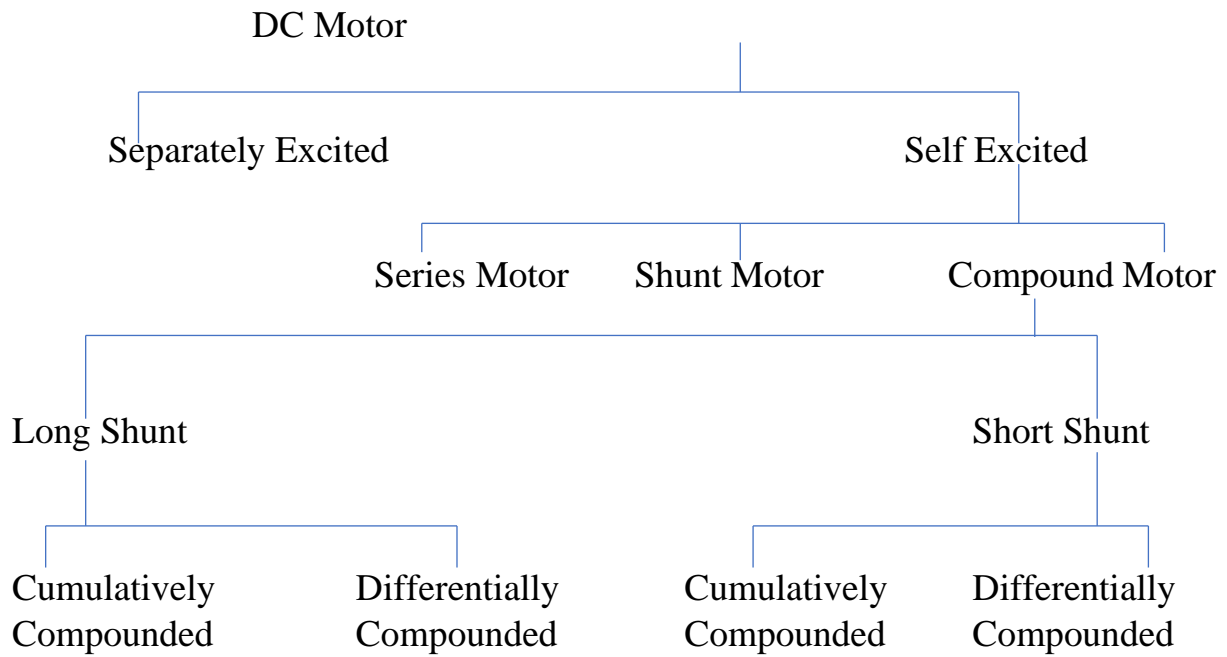 DC Motor
Separately Excited
Self Excited
Series Motor
Shunt Motor
Compound Motor
Long Shunt
Short Shunt
Cumulatively
Compounded
Differentially
Compounded
Cumulatively
Compounded
Differentially
Compounded